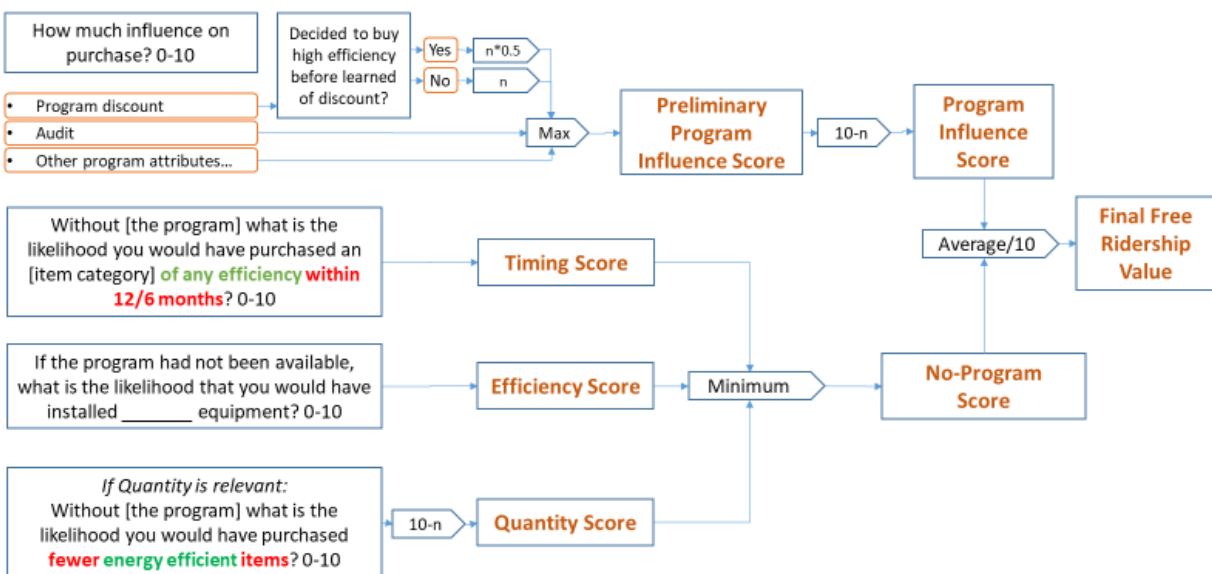 How much influence on
purchase? 0-10
Decided to buy
high efficiency
before learned
of discount?
Yes
n*0.5
No
n
• Program discount
• Audit
• Other program attributes...
Max
Preliminary
Program
Influence Score
10-n
Program
Influence
Score
Without [the program] what is the
likelihood you would have purchased an
[item category] of any efficiency within
12/6 months? 0-10
Timing Score
Average/10
Final Free
Ridership
Value
If the program had not been available,
what is the likelihood that you would have
installed _______ equipment? 0-10
Efficiency Score
Minimum
No-Program
Score
If Quantity is relevant:
Without [the program] what is the
likelihood you would have purchased
fewer energy efficient items? 0-10
10-n
Quantity Score